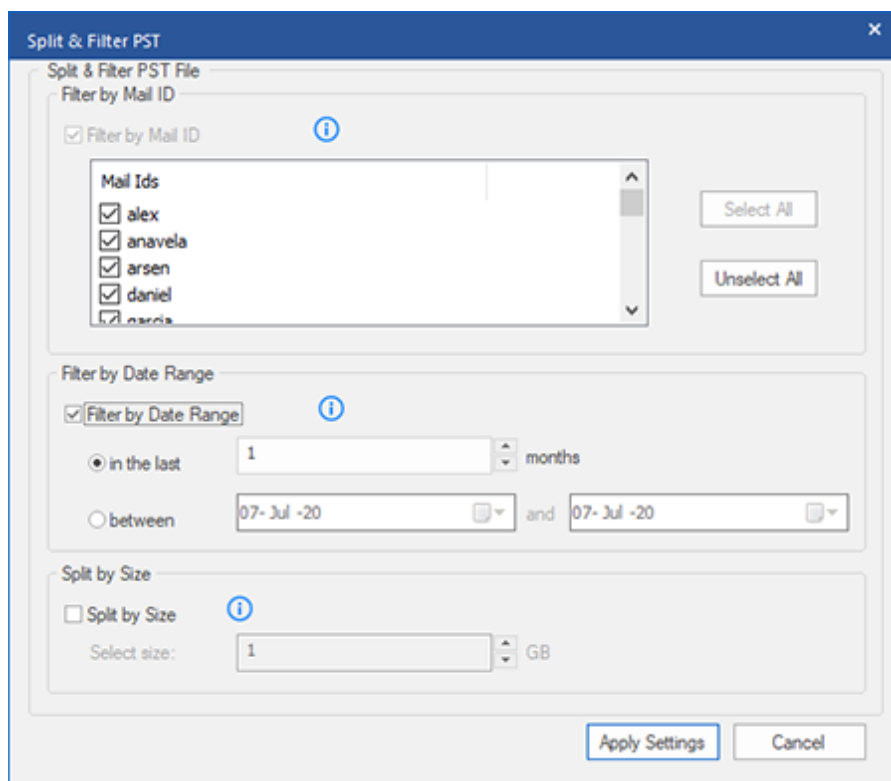 Split & Filter PST
Split & Filter PST File
Filter by Mail ID
Filter by Mail ID
Mail Ids
alex
Select All
anavela
arsen
daniel
Unselect All
garcia
Filter by Date Range
Filter by Date Range
in the last 1 months
between 07- Jul -20 and 07- Jul -20
Split by Size
Split by Size
Select size: 1 GB
Apply Settings Cancel